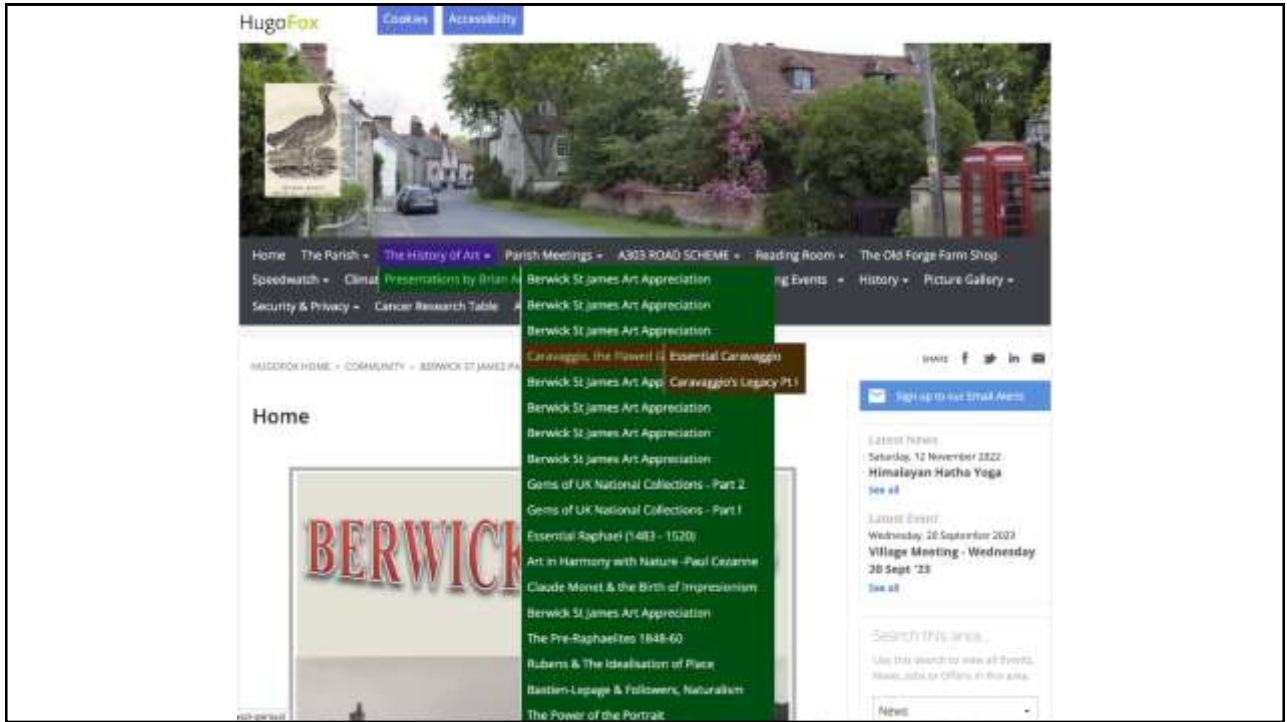 HugoFox
Cookies Accessibility
Home The Parish The History of Art Parish Meetings A303 ROAD SCHEME Reading Room The Old Forge Farm Shop
Speedwatch Presentations by Brian Berwick St James Art Appreciation Events History Picture Gallery
Security & Privacy Cancer Research Table
Berwick St James Art Appreciation
Berwick St James Art Appreciation
Caravaggio, the Flawed Essential Caravaggio
Berwick St James Art Caravaggio's Legacy Pt I
HUGOFOX HOME COMMUNITY BERWICK ST JAMES
SHARE
Berwick St James Art Appreciation
Berwick St James Art Appreciation
Berwick St James Art Appreciation
Gems of UK National Collections - Part 2
Gems of UK National Collections - Part I
Essential Raphael (1483 - 1520)
Art in Harmony with Nature -Paul Cezanne
Claude Monet & the Birth of Impresionism
Berwick St James Art Appreciation
The Pre-Raphaelites 1848-60
Rubens & The Idealisation of Place
Bastien-Lepage & Followers, Naturalism
The Power of the Portrait
Home
BERWICK
Sign up to our Email Alerts
Latest News
Saturday, 12 November 2022
Himalayan Hatha Yoga
See all
Latest Event
Wednesday, 20 September 2023
Village Meeting - Wednesday
20 Sept '23
See all
Search this area...
Use this search to view all Events,
News, Jobs or Offers in this area.
News